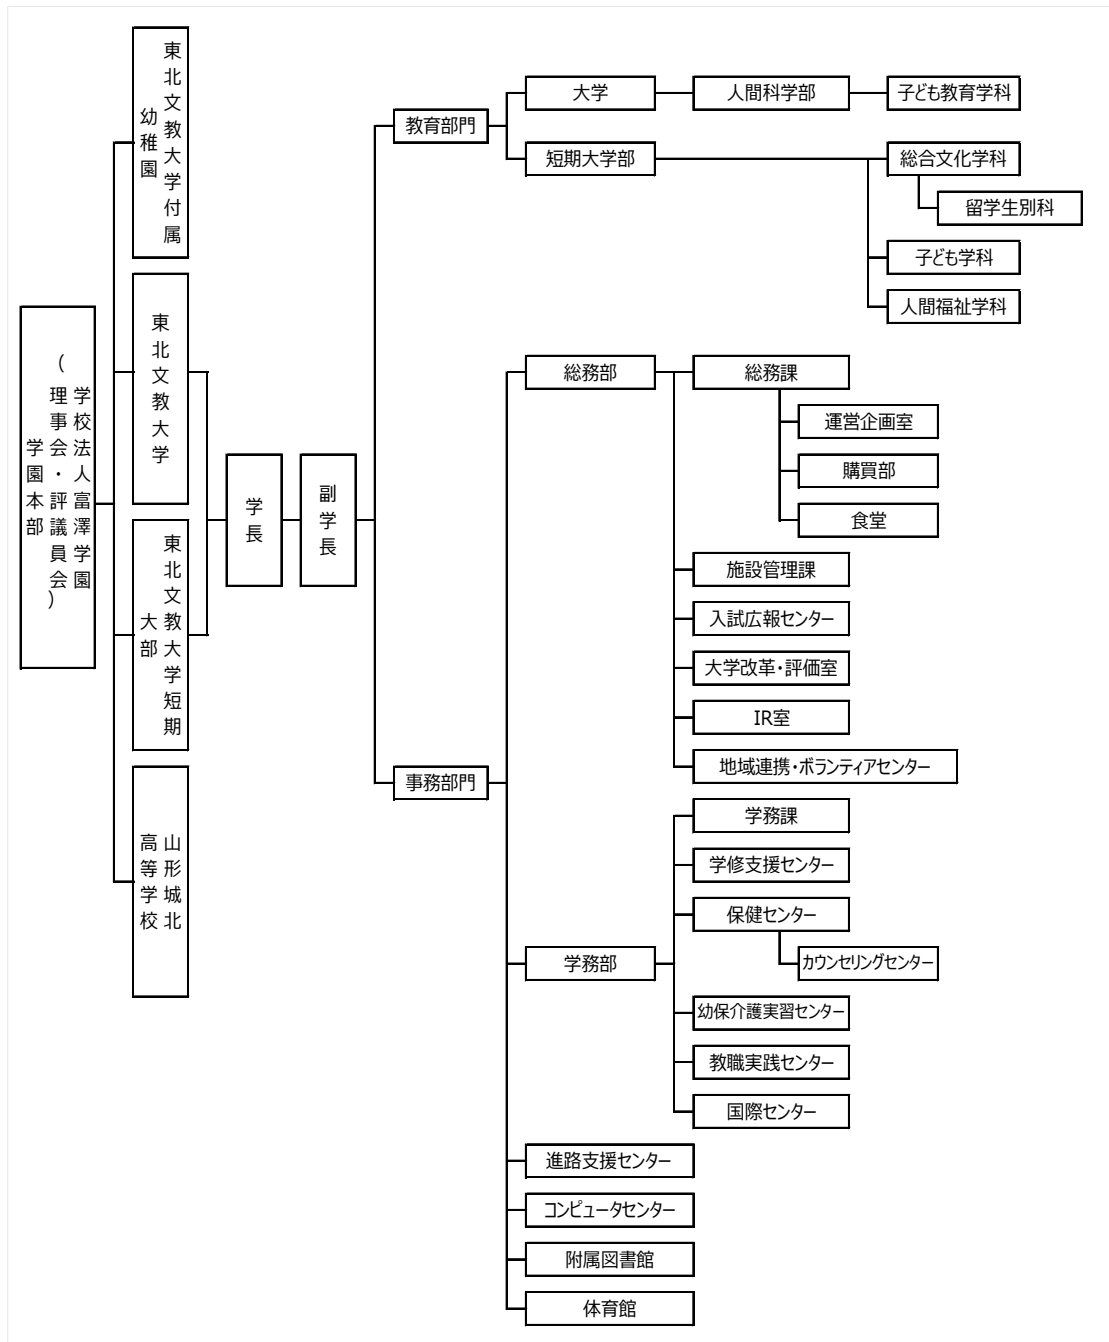 学校法人富澤学園
（理事会・評議員会）
学園本部
東北文教大学付属
幼稚園
東北文教大学
東北文教大学短期
大部
山形城北
高等学校
学長
副学長
教育部門
大学
人間科学部
子ども教育学科
短期大学部
総合文化学科
留学生別科
子ども学科
人間福祉学科
事務部門
総務部
総務課
運営企画室
購買部
食堂
施設管理課
入試広報センター
大学改革・評価室
IR室
地域連携・ボランティアセンター
学務部
学務課
学修支援センター
保健センター
カウンセリングセンター
幼保介護実習センター
教職実践センター
国際センター
進路支援センター
コンピュータセンター
附属図書館
体育館